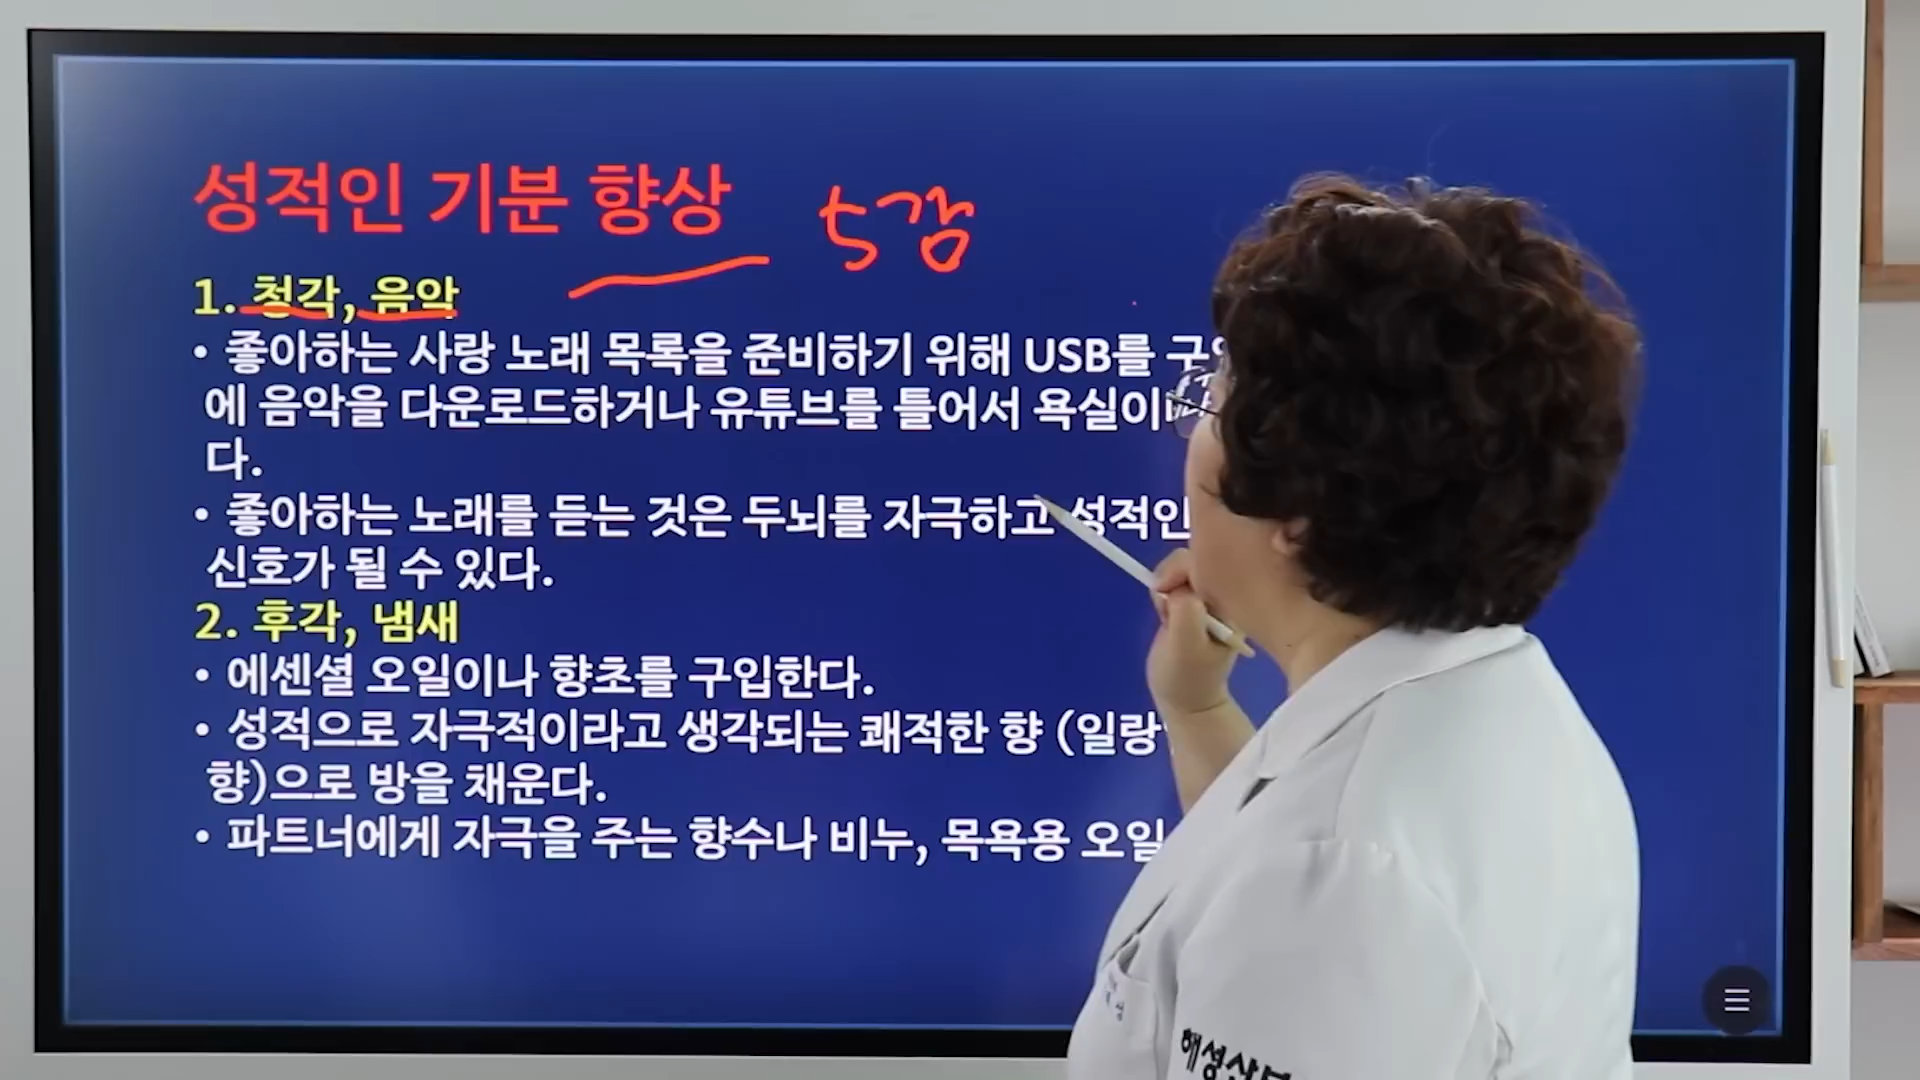 성적인 기분 향상 5감
1. 청각, 음악
• 좋아하는 사랑 노래 목록을 준비하기 위해 USB를
에 음악을 다운로드하거나 유튜브를 틀어서
다.
• 좋아하는 노래를 듣는 것은 두뇌를 자극하고 성적인
신호가 될 수 있다.
2. 후각, 냄새
• 에센셜 오일이나 향초를 구입한다.
• 성적으로 자극적이라고 생각되는 쾌적한 향 (일랑
향)으로 방을 채운다.
• 파트너에게 자극을 주는 향수나 비누, 목욕용 오일
해성산